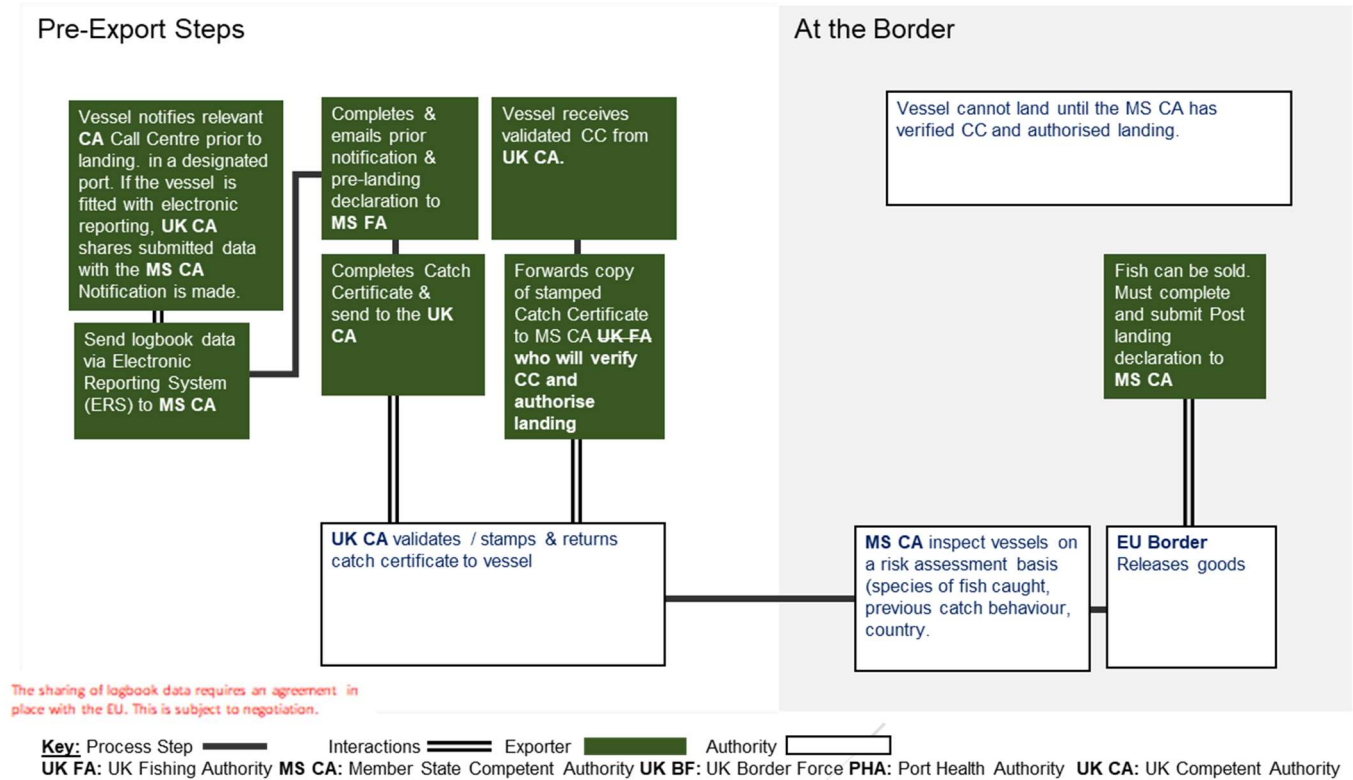 Pre-Export Steps
At the Border
Vessel notifies relevant
CA Call Centre prior to
landing. in a designated
port. If the vessel is
fitted with electronic
reporting, UK CA
shares submitted data
with the MS CA
Notification is made.
Send logbook data
via Electronic
Reporting System
(ERS) to MS CA
Completes &
emails prior
notification &
pre-landing
declaration to
MS FA
Completes Catch
Certificate &
send to the UK
CA
Vessel receives
validated CC from
UK CA.
Forwards copy
of stamped
Catch Certificate
to MS CA UK FA
who will verify
CC and
authorise
landing
UK CA validates / stamps & returns
catch certificate to vessel
Vessel cannot land until the MS CA has
verified CC and authorised landing.
Fish can be sold.
Must complete
and submit Post
landing
declaration to
MS CA
MS CA inspect vessels on
a risk assessment basis
(species of fish caught,
previous catch behaviour,
country.
EU Border
Releases goods
The sharing of logbook data requires an agreement in
place with the EU. This is subject to negotiation.
Key: Process Step Interactions Exporter Authority
UK FA: UK Fishing Authority MS CA: Member State Competent Authority UK BF: UK Border Force PHA: Port Health Authority UK CA: UK Competent Authority